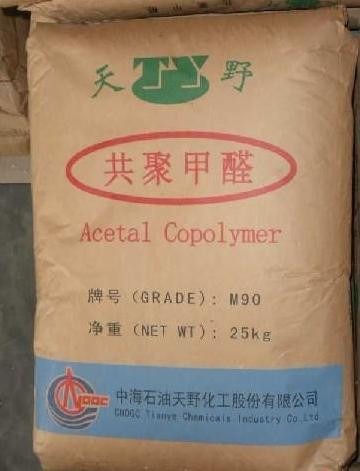 天 TY 野
共聚甲醛
Acetal Copolymer
牌号 (GRADE): M90
净重 (NET WT): 25kg
CNOOC
中海石油天野化工股份有限公司
CNOOC Tianye Chemicals Industry Co.,Ltd